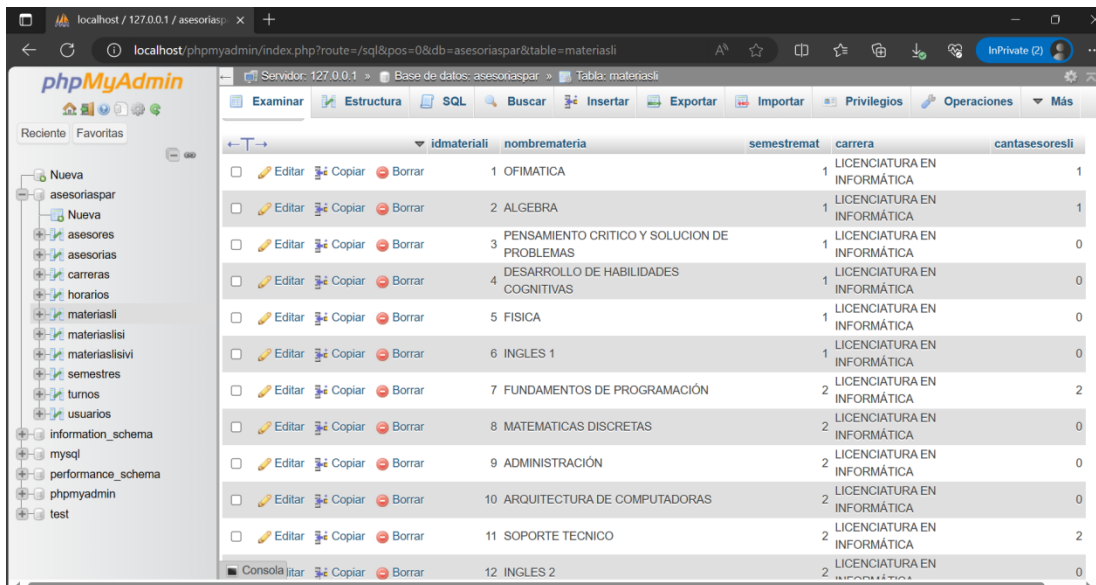 localhost / 127.0.0.1 / asesoriasp
localhost/phpmyadmin/index.php?route=/sql&pos=0&db=asesoriaspar&table=materiasli
InPrivate (2)
phpMyAdmin
Reciente Favoritas
Nueva
asesoriaspar
Nueva
asesores
asesorias
carreras
horarios
materiasli
materiaslisi
materiaslisivi
semestres
turnos
usuarios
information_schema
mysql
performance_schema
phpmyadmin
test
Servidor: 127.0.0.1 » Base de datos: asesoriaspar » Tabla: materiasli
Examinar Estructura SQL Buscar Insertar Exportar Importar Privilegios Operaciones Más
←T→ idmateriali nombremateria semestremat carrera cantasesoresli
Editar Copiar Borrar 1 OFIMATICA 1 LICENCIATURA EN INFORMÁTICA 1
Editar Copiar Borrar 2 ALGEBRA 1 LICENCIATURA EN INFORMÁTICA 1
Editar Copiar Borrar 3 PENSAMIENTO CRITICO Y SOLUCION DE PROBLEMAS 1 LICENCIATURA EN INFORMÁTICA 0
Editar Copiar Borrar 4 DESARROLLO DE HABILIDADES COGNITIVAS 1 LICENCIATURA EN INFORMÁTICA 0
Editar Copiar Borrar 5 FISICA 1 LICENCIATURA EN INFORMÁTICA 0
Editar Copiar Borrar 6 INGLES 1 1 LICENCIATURA EN INFORMÁTICA 0
Editar Copiar Borrar 7 FUNDAMENTOS DE PROGRAMACIÓN 2 LICENCIATURA EN INFORMÁTICA 2
Editar Copiar Borrar 8 MATEMATICAS DISCRETAS 2 LICENCIATURA EN INFORMÁTICA 0
Editar Copiar Borrar 9 ADMINISTRACIÓN 2 LICENCIATURA EN INFORMÁTICA 0
Editar Copiar Borrar 10 ARQUITECTURA DE COMPUTADORAS 2 LICENCIATURA EN INFORMÁTICA 0
Editar Copiar Borrar 11 SOPORTE TECNICO 2 LICENCIATURA EN INFORMÁTICA 2
Consola itar Copiar Borrar 12 INGLES 2 2 LICENCIATURA EN 0